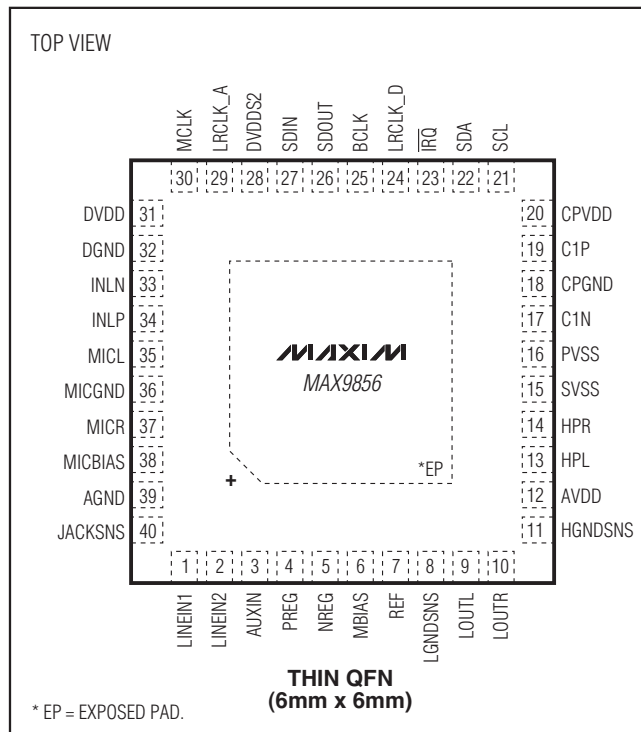 TOP VIEW
MCLK
LRCLK_A
DVDDS2
SDIN
SDOUT
BCLK
LRCLK_D
IRQ
SDA
SCL
30 29 28 27 26 25 24 23 22 21
DVDD 31
DGND 32
INLN 33
INLP 34
MICL 35
MICGND 36
MICR 37
MICBIAS 38
AGND 39
JACKSNS 40
20 CPVDD
19 C1P
18 CPGND
17 C1N
16 PVSS
15 SVSS
14 HPR
13 HPL
12 AVDD
11 HGNDSNS
MAXIM
MAX9856
+
*EP
1 2 3 4 5 6 7 8 9 10
LINEIN1
LINEIN2
AUXIN
PREG
NREG
MBIAS
REF
LGNDSNS
LOUTL
LOUTR
THIN QFN
(6mm x 6mm)
* EP = EXPOSED PAD.